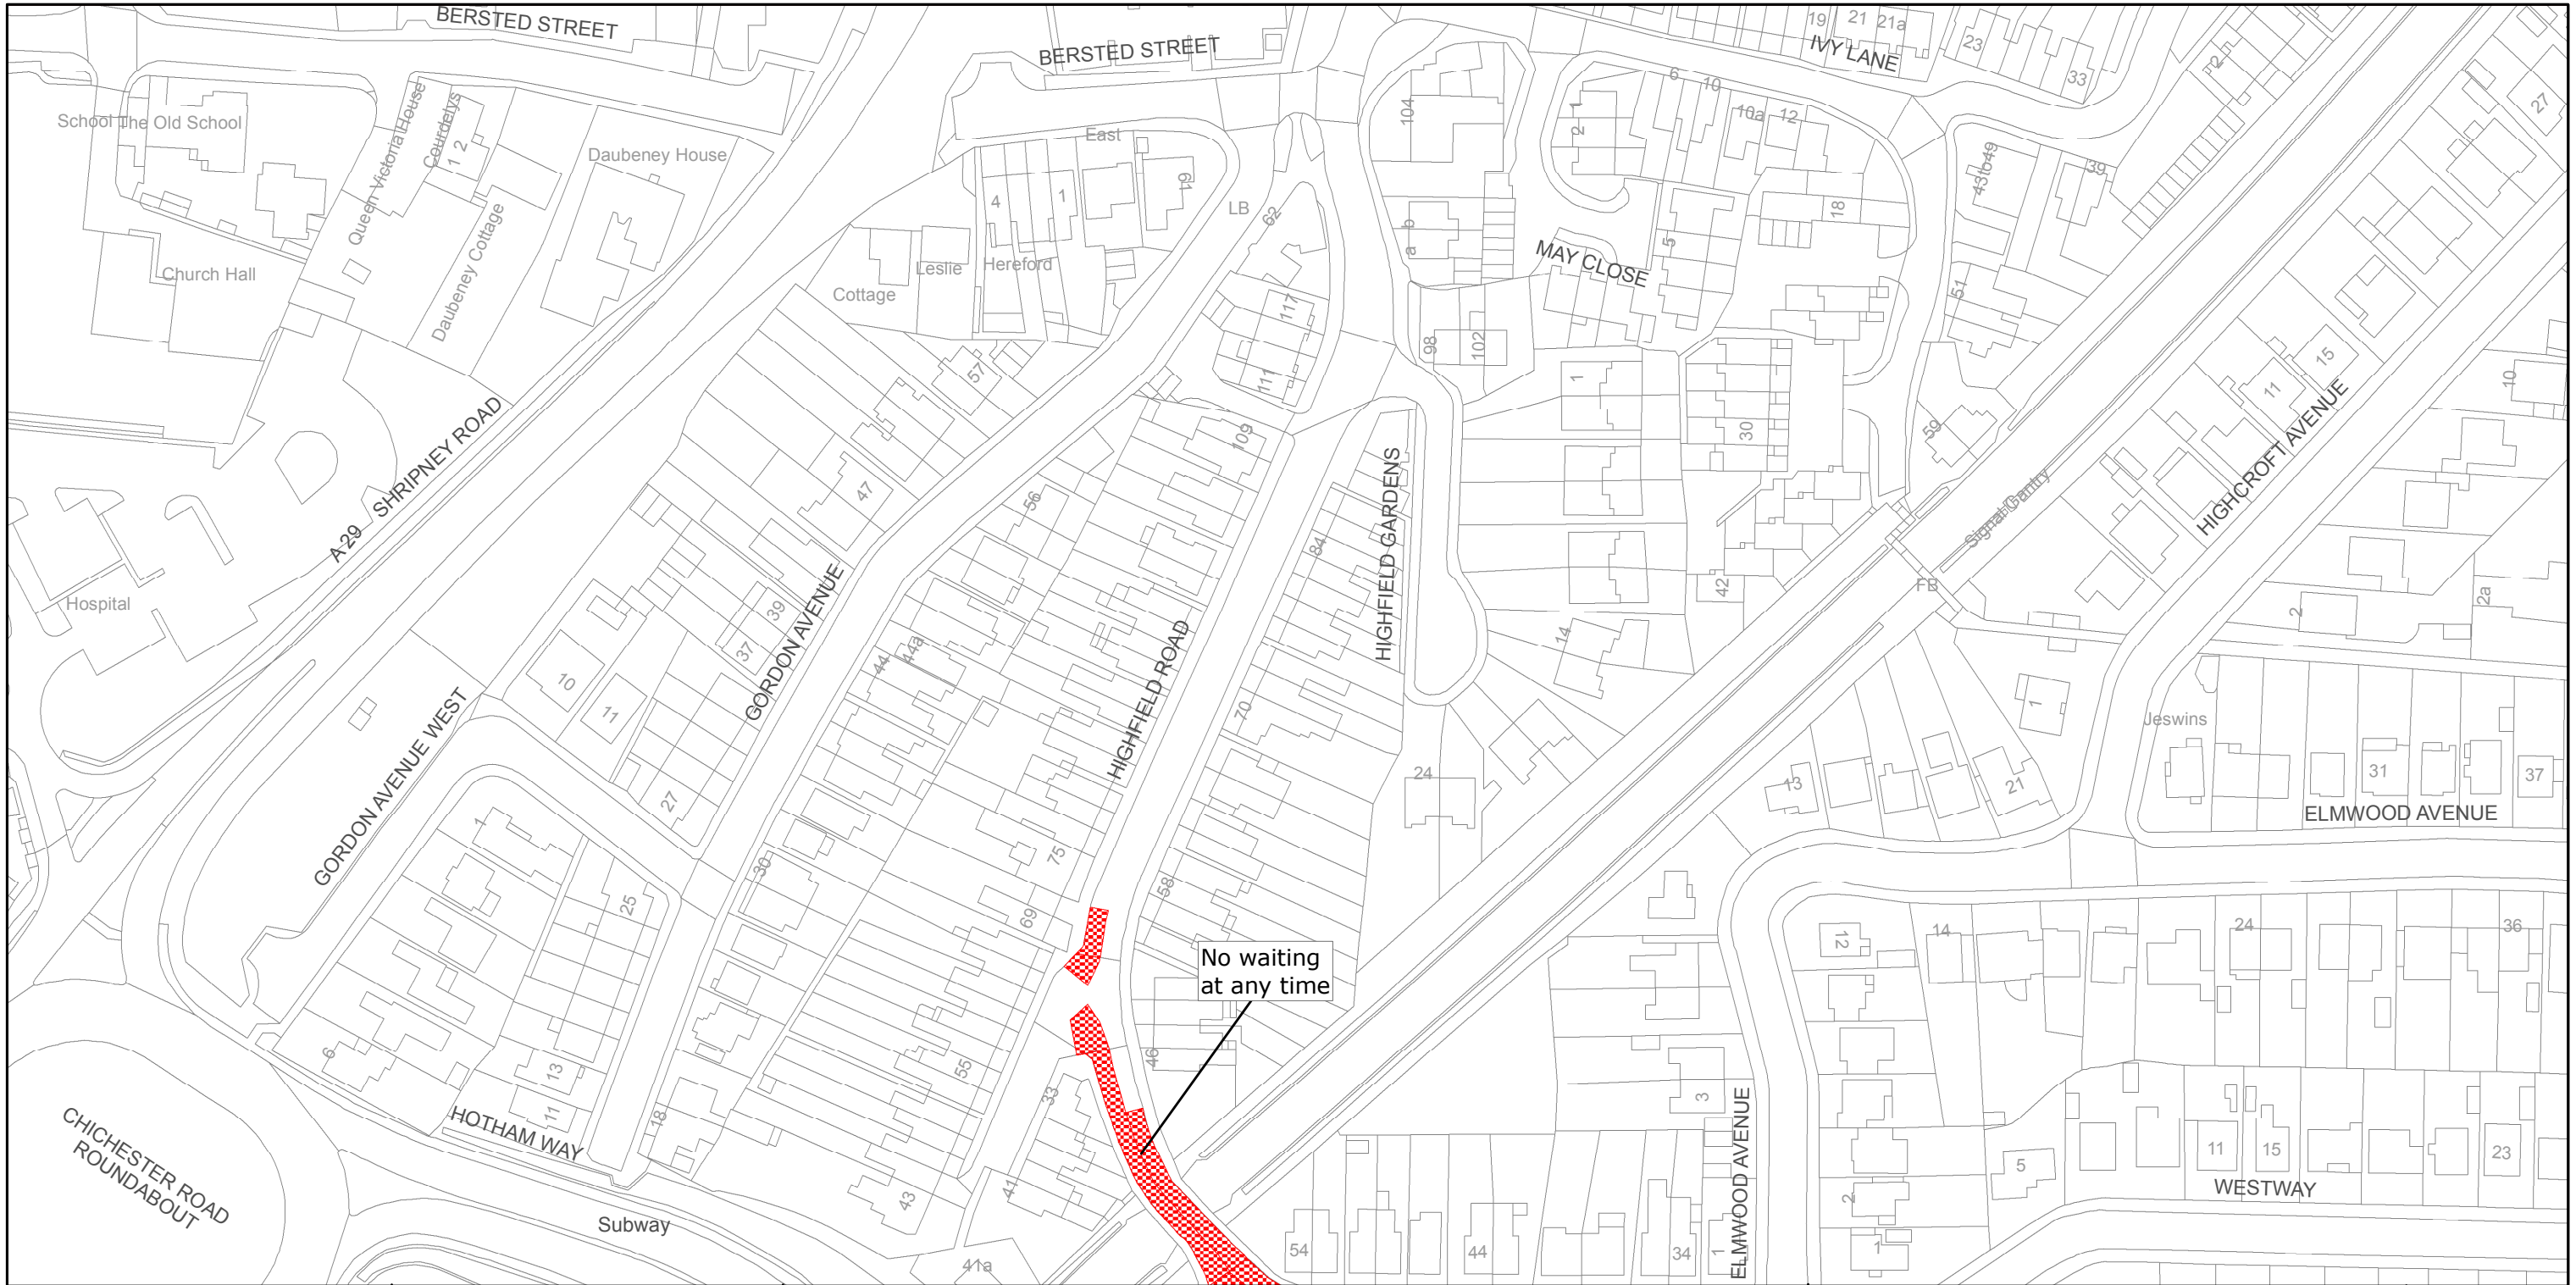 BERSTED STREET
BERSTED STREET
IVY LANE
19
21
21a
23
33
2
27
School
The Old School
Queen Victoria House
Courdelys
1 2
Daubeney House
Daubeney Cottage
Church Hall
East
4
1
61
LB
62
Cottage
Leslie
Hereford
104
1
2
6
10
10a
12
18
43to49
39
a b
MAY CLOSE
5
51
117
111
98
102
57
1
30
59
15
11
10
A 29 SHRIPNEY ROAD
HIGHCROFT AVENUE
109
47
56
84
HIGHFIELD GARDENS
Signal Gantry
FB
42
14
2
2a
Hospital
GORDON AVENUE
39
37
44
44a
HIGHFIELD ROAD
10
11
70
GORDON AVENUE WEST
27
1
Jeswins
24
13
21
31
37
ELMWOOD AVENUE
1
30
75
58
25
69
No waiting
at any time
12
14
24
36
6
13
11
55
46
33
3
18
HOTHAM WAY
CHICHESTER ROAD
ROUNDABOUT
Subway
43
41
41a
54
44
34
1
ELMWOOD AVENUE
2
1
5
11
15
23
WESTWAY